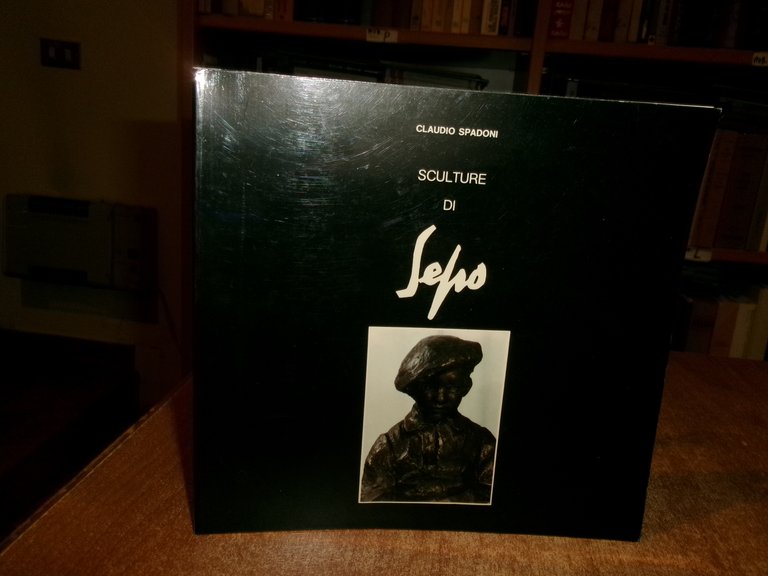 CLAUDIO SPADONI
SCULTURE
DI
Sepo